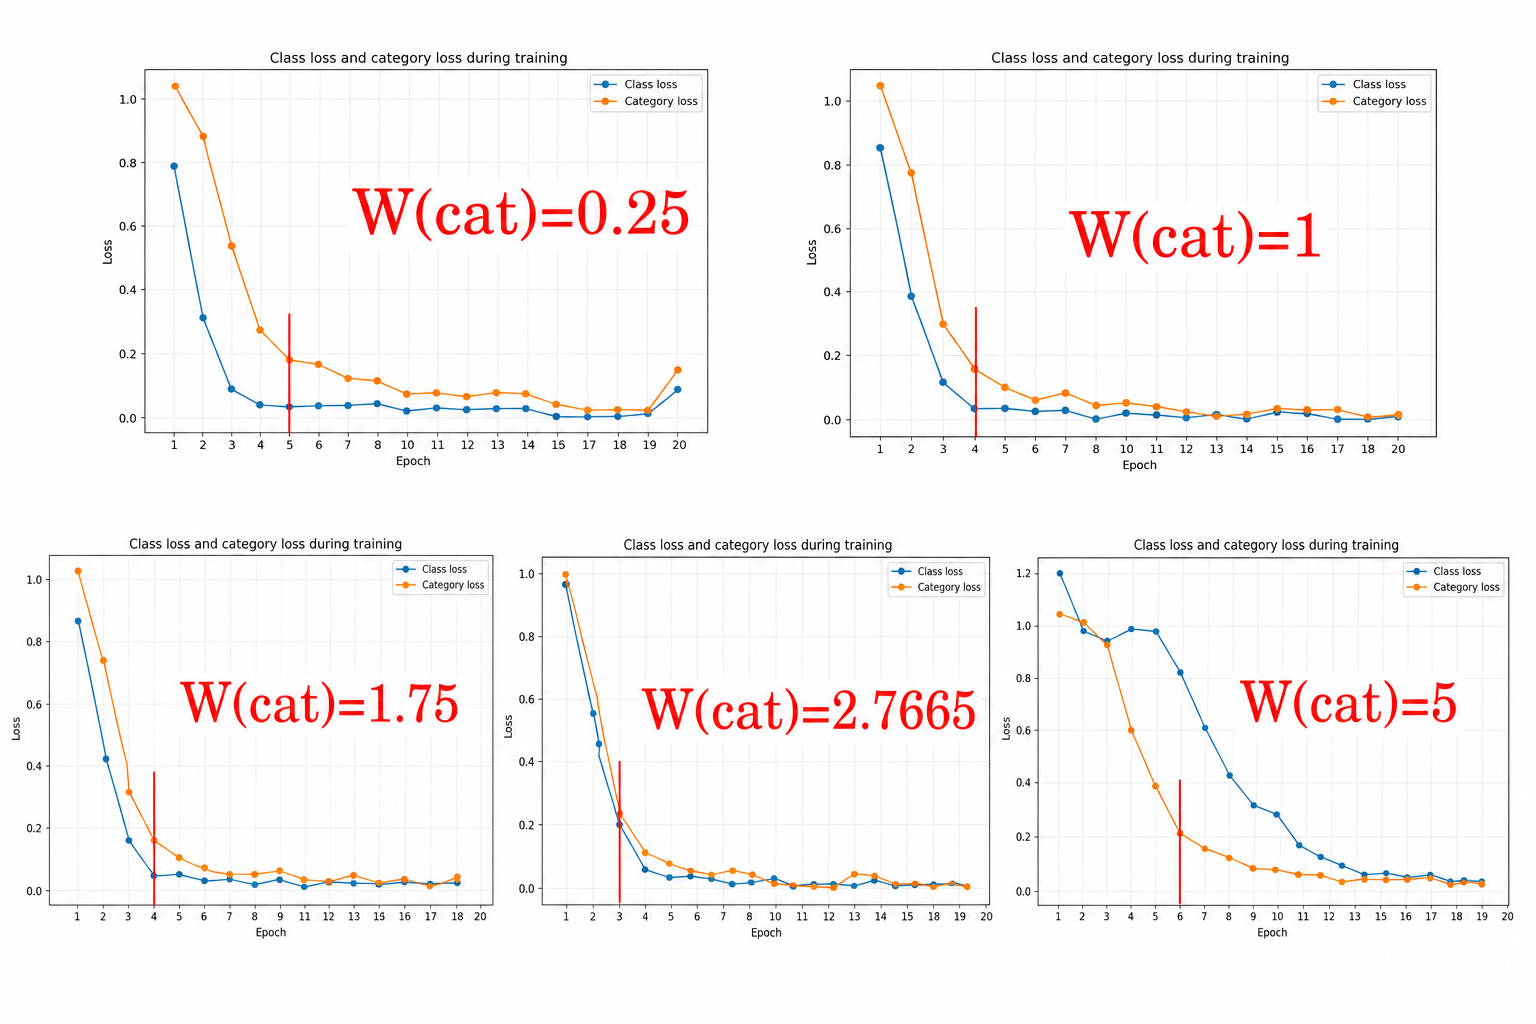 Class loss and category loss during training
Class loss
Category loss
1.0
0.8
0.6
0.4
0.2
0.0
Loss
W(cat)=0.25
1 2 3 4 5 6 7 8 10 11 12 13 14 15 17 18 19 20
Epoch
Class loss and category loss during training
Class loss
Category loss
1.0
0.8
0.6
0.4
0.2
0.0
Loss
W(cat)=1
1 2 3 4 5 6 7 8 10 11 12 13 14 15 16 17 18 20
Epoch
Class loss and category loss during training
Class loss
Category loss
1.0
0.8
0.6
0.4
0.2
0.0
Loss
W(cat)=1.75
1 2 3 4 5 6 7 8 9 11 10 13 16 17 18 20
Epoch
Class loss and category loss during training
Class loss
Category loss
1.0
0.8
0.6
0.4
0.2
0.0
Loss
W(cat)=2.7665
1 2 3 4 5 6 7 8 10 11 12 13 14 15 18 19 20
Epoch
Class loss and category loss during training
Class loss
Category loss
1.2
1.0
0.8
0.6
0.4
0.2
0.0
Loss
W(cat)=5
1 2 3 4 5 6 7 8 9 10 11 13 14 15 16 17 18 19 20
Epoch